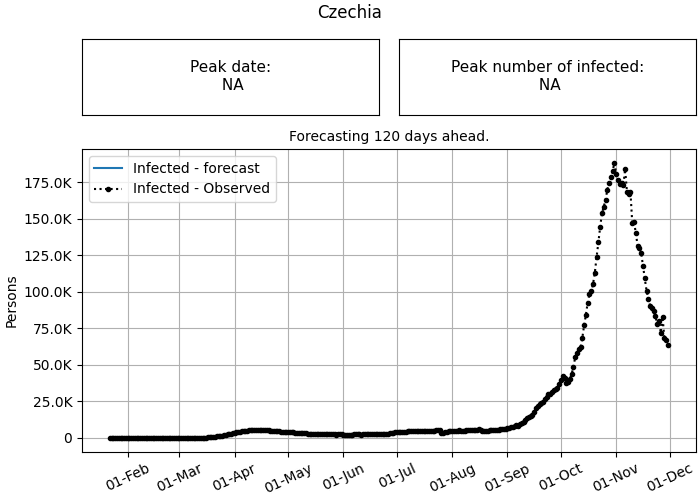 Czechia
Peak date:
NA
Peak number of infected:
NA
Forecasting 120 days ahead.
Infected - forecast
Infected - Observed
175.0K
150.0K
125.0K
100.0K
75.0K
50.0K
25.0K
0
Persons
01-Feb
01-Mar
01-Apr
01-May
01-Jun
01-Jul
01-Aug
01-Sep
01-Oct
01-Nov
01-Dec